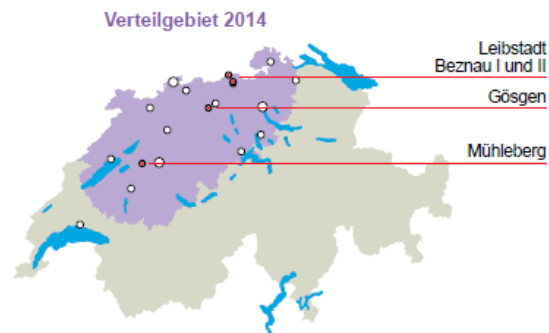 Verteilgebiet 2014
Leibstadt
Beznau I und II
Gösgen
Mühleberg